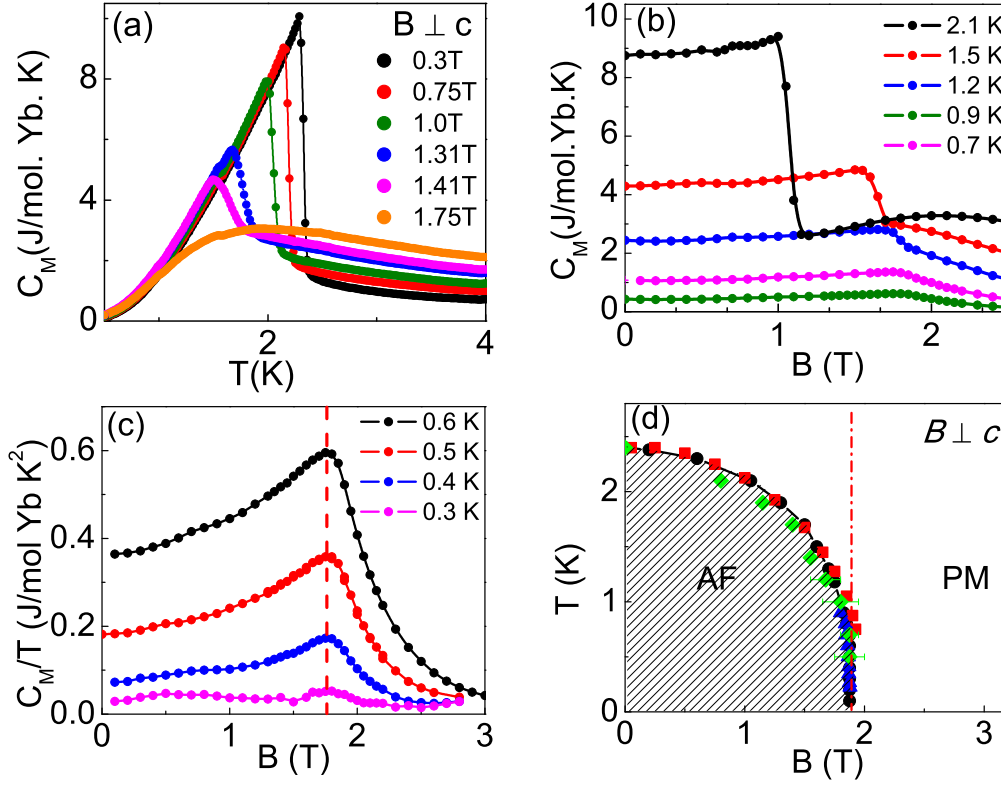 (a)
B ⊥ c
0.3T
0.75T
1.0T
1.31T
1.41T
1.75T
C_M(J/mol. Yb. K)
8
4
0
2
4
T(K)
(b)
2.1 K
1.5 K
1.2 K
0.9 K
0.7 K
C_M(J/mol.Yb.K)
10
8
6
4
2
0
0
1
2
B (T)
(c)
0.6 K
0.5 K
0.4 K
0.3 K
C_M/T (J/mol Yb K²)
0.6
0.4
0.2
0.0
0
1
2
3
B (T)
(d)
B ⊥ c
AF
PM
T (K)
2
1
0
0
1
2
3
B (T)